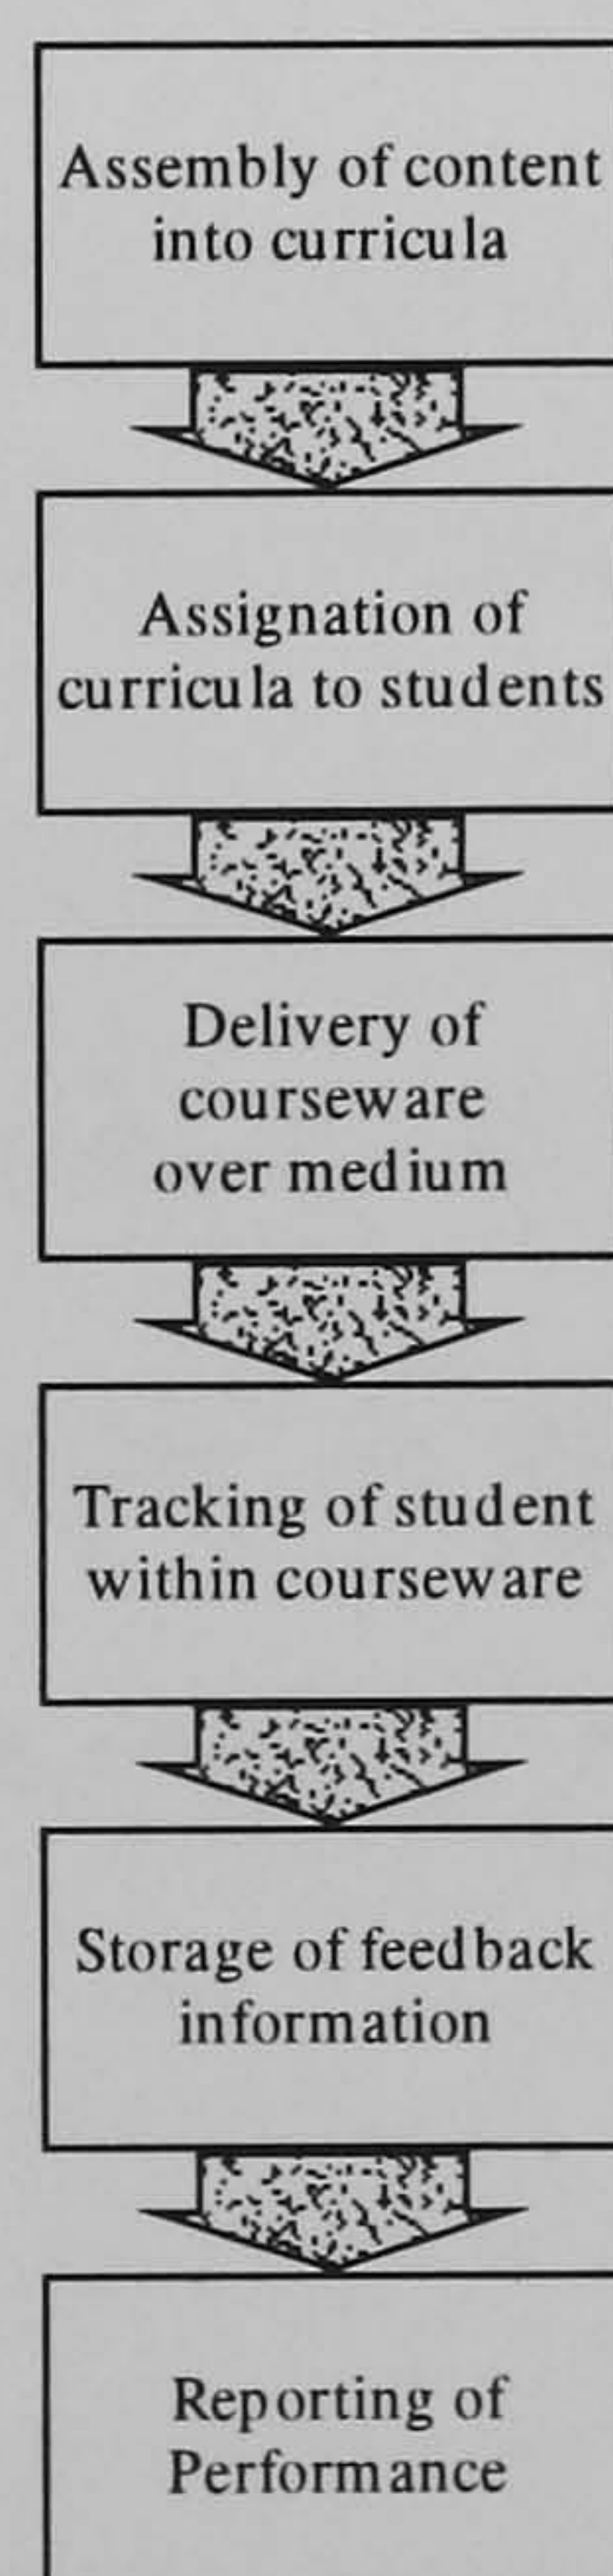 Assembly of content
into curricula
Assignation of
curricula to students
Delivery of
courseware
over medium
Tracking of student
within courseware
Storage of feedback
information
Reporting of
Performance